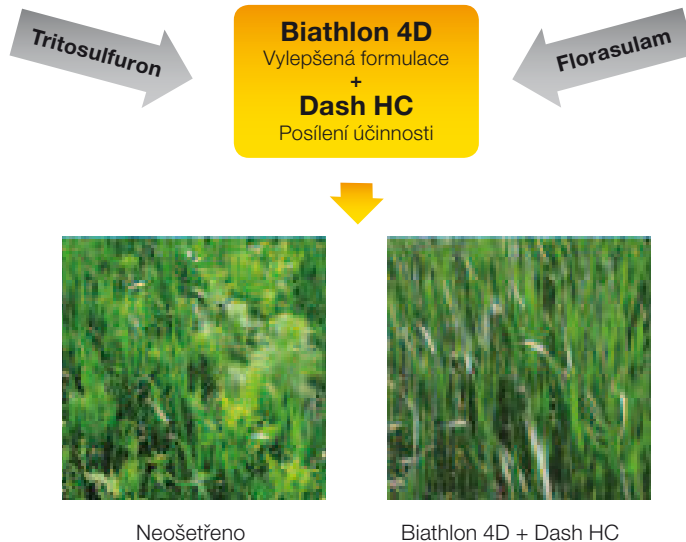 Tritosulfuron
Biathlon 4D
Vylepšená formulace
+
Dash HC
Posílení účinnosti
Florasulam
Neošetřeno
Biathlon 4D + Dash HC